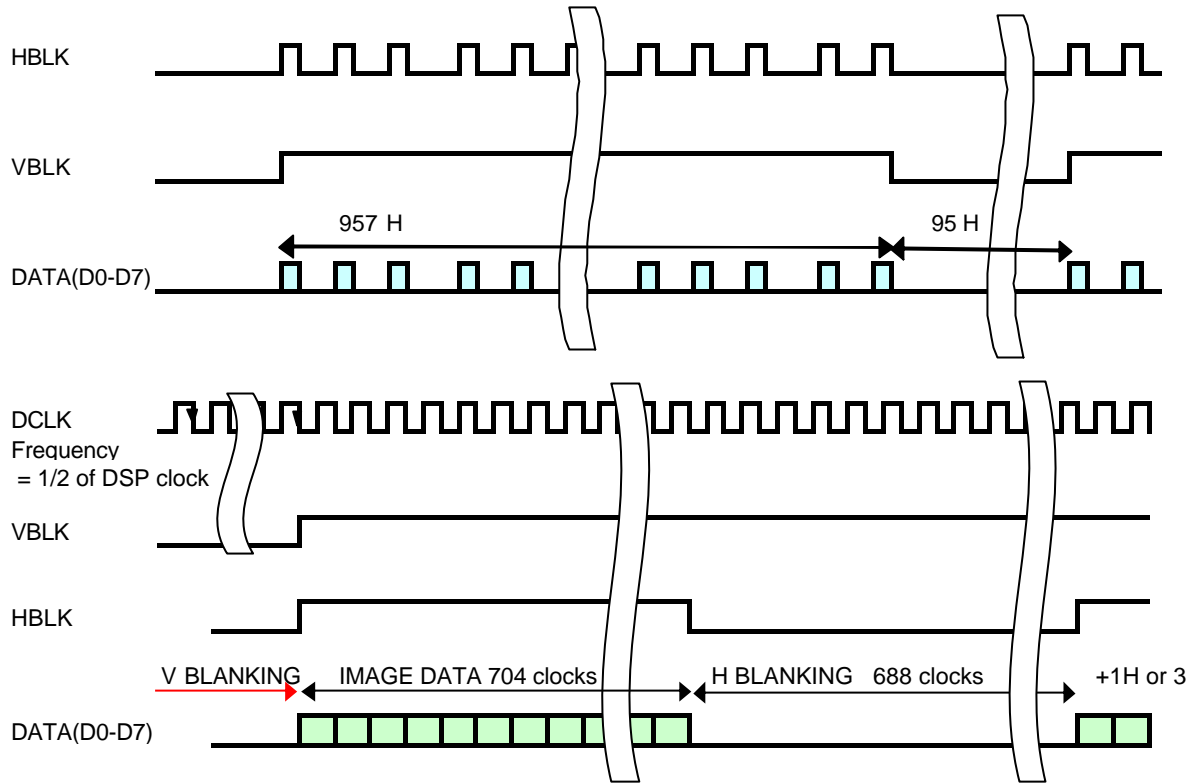 HBLK
VBLK
957 H
95 H
DATA(D0-D7)
DCLK
Frequency
= 1/2 of DSP clock
VBLK
HBLK
V BLANKING
IMAGE DATA 704 clocks
H BLANKING 688 clocks
+1H or 3
DATA(D0-D7)